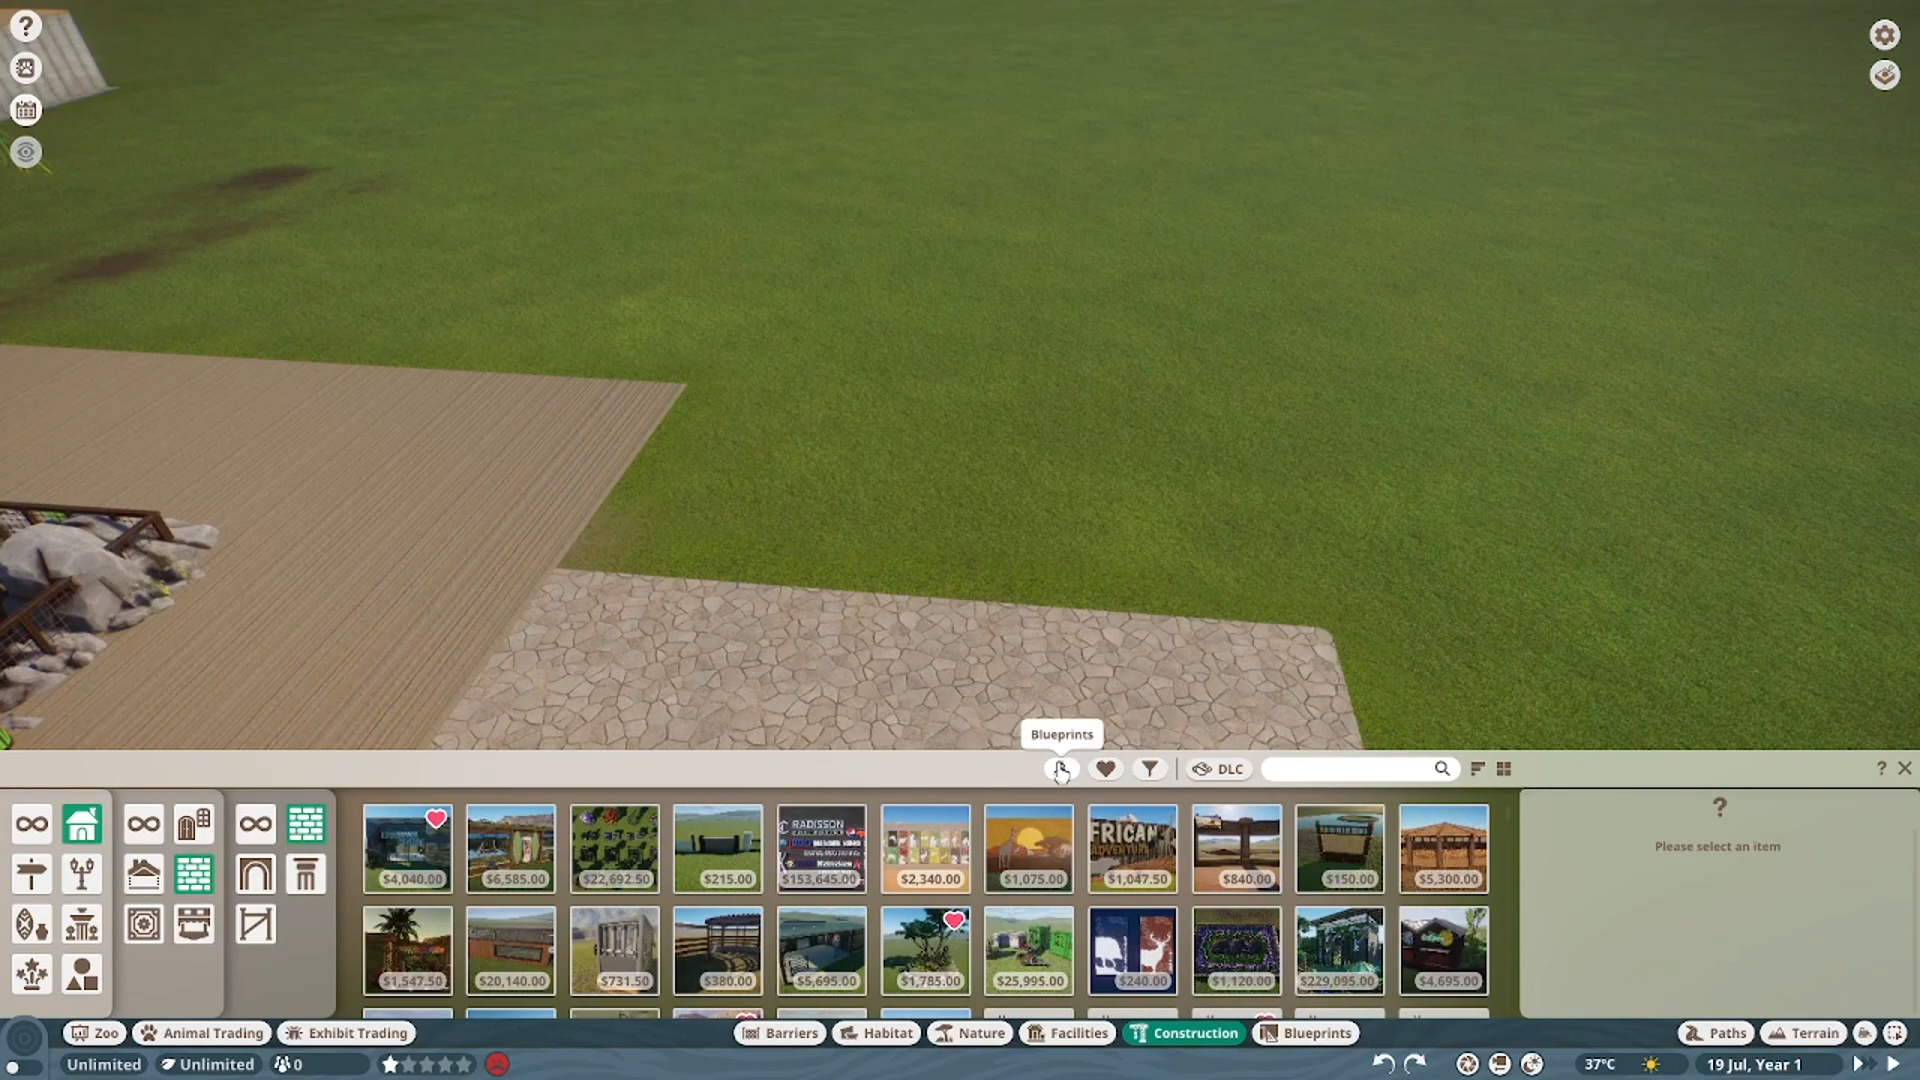 Blueprints
DLC
$4,040.00
$6,585.00
$22,692.50
$215.00
RADISSON
$153,645.00
$2,340.00
$1,075.00
FRICAN
ADVENTURE
$1,047.50
$840.00
$150.00
$5,300.00
Please select an item
$1,547.50
$20,140.00
$731.50
$380.00
$5,695.00
$1,785.00
$25,995.00
$240.00
$1,120.00
$229,095.00
$4,695.00
Zoo
Animal Trading
Exhibit Trading
Barriers
Habitat
Nature
Facilities
Construction
Blueprints
Paths
Terrain
Unlimited
Unlimited
0
37°C
19 Jul, Year 1